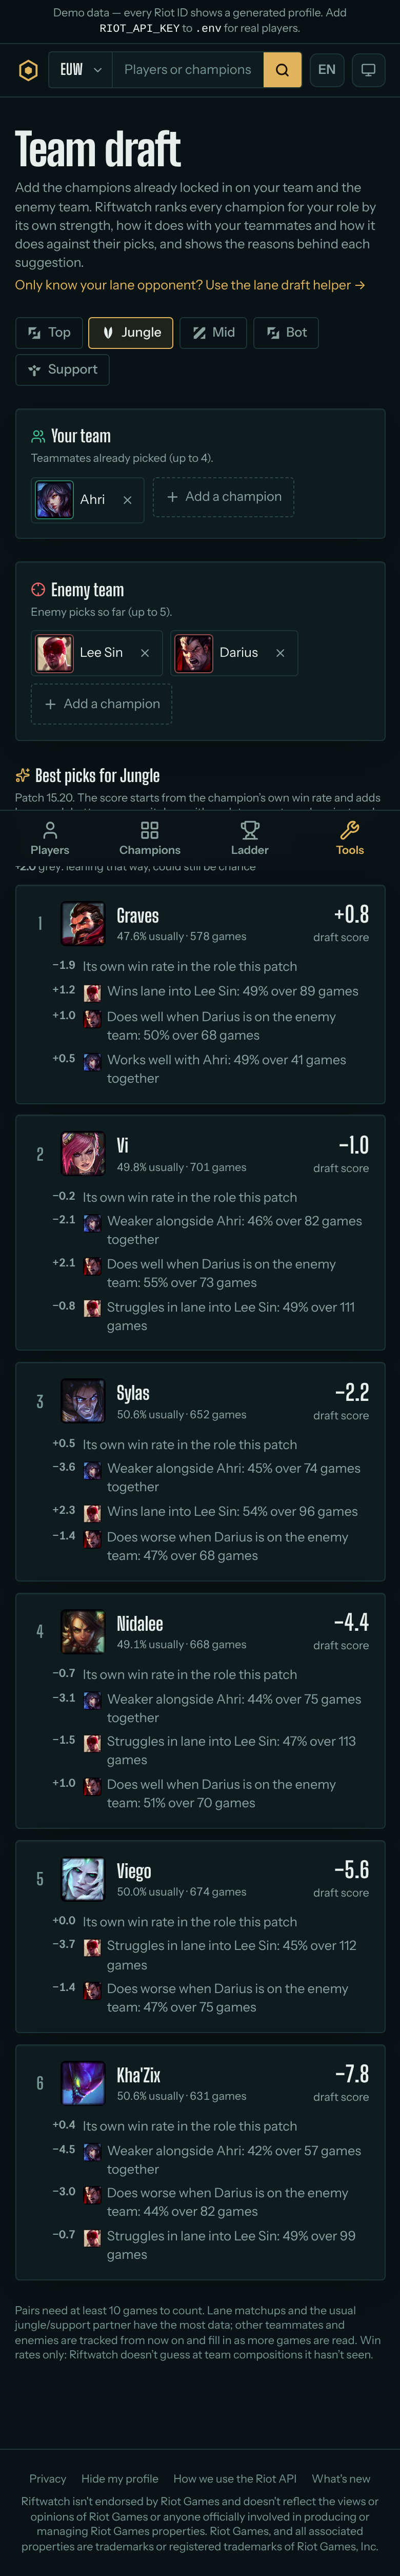 Demo data — every Riot ID shows a generated profile. Add
RIOT_API_KEY to .env for real players.
EUW
Players or champions
EN
Team draft
Add the champions already locked in on your team and the
enemy team. Riftwatch ranks every champion for your role by
its own strength, how it does with your teammates and how it
does against their picks, and shows the reasons behind each
suggestion.
Only know your lane opponent? Use the lane draft helper →
Top
Jungle
Mid
Bot
Support
Your team
Teammates already picked (up to 4).
Ahri ×
+ Add a champion
Enemy team
Enemy picks so far (up to 5).
Lee Sin ×
Darius ×
+ Add a champion
Best picks for Jungle
Patch 15.20. The score starts from the champion's own win rate and adds
Players
Champions
Ladder
Tools
+2.0 grey: leaning that way, could still be chance
1
Graves
47.6% usually · 578 games
+0.8
draft score
−1.9 Its own win rate in the role this patch
+1.2 Wins lane into Lee Sin: 49% over 89 games
+1.0 Does well when Darius is on the enemy
team: 50% over 68 games
+0.5 Works well with Ahri: 49% over 41 games
together
2
Vi
49.8% usually · 701 games
−1.0
draft score
−0.2 Its own win rate in the role this patch
−2.1 Weaker alongside Ahri: 46% over 82 games
together
+2.1 Does well when Darius is on the enemy
team: 55% over 73 games
−0.8 Struggles in lane into Lee Sin: 49% over 111
games
3
Sylas
50.6% usually · 652 games
−2.2
draft score
+0.5 Its own win rate in the role this patch
−3.6 Weaker alongside Ahri: 45% over 74 games
together
+2.3 Wins lane into Lee Sin: 54% over 96 games
−1.4 Does worse when Darius is on the enemy
team: 47% over 68 games
4
Nidalee
49.1% usually · 668 games
−4.4
draft score
−0.7 Its own win rate in the role this patch
−3.1 Weaker alongside Ahri: 44% over 75 games
together
−1.5 Struggles in lane into Lee Sin: 47% over 113
games
+1.0 Does well when Darius is on the enemy
team: 51% over 70 games
5
Viego
50.0% usually · 674 games
−5.6
draft score
+0.0 Its own win rate in the role this patch
−3.7 Struggles in lane into Lee Sin: 45% over 112
games
−1.4 Does worse when Darius is on the enemy
team: 47% over 75 games
6
Kha'Zix
50.6% usually · 631 games
−7.8
draft score
+0.4 Its own win rate in the role this patch
−4.5 Weaker alongside Ahri: 42% over 57 games
together
−3.0 Does worse when Darius is on the enemy
team: 44% over 82 games
−0.7 Struggles in lane into Lee Sin: 49% over 99
games
Pairs need at least 10 games to count. Lane matchups and the usual
jungle/support partner have the most data; other teammates and
enemies are tracked from now on and fill in as more games are read. Win
rates only: Riftwatch doesn't guess at team compositions it hasn't seen.
Privacy
Hide my profile
How we use the Riot API
What's new
Riftwatch isn't endorsed by Riot Games and doesn't reflect the views or
opinions of Riot Games or anyone officially involved in producing or
managing Riot Games properties. Riot Games, and all associated
properties are trademarks or registered trademarks of Riot Games, Inc.